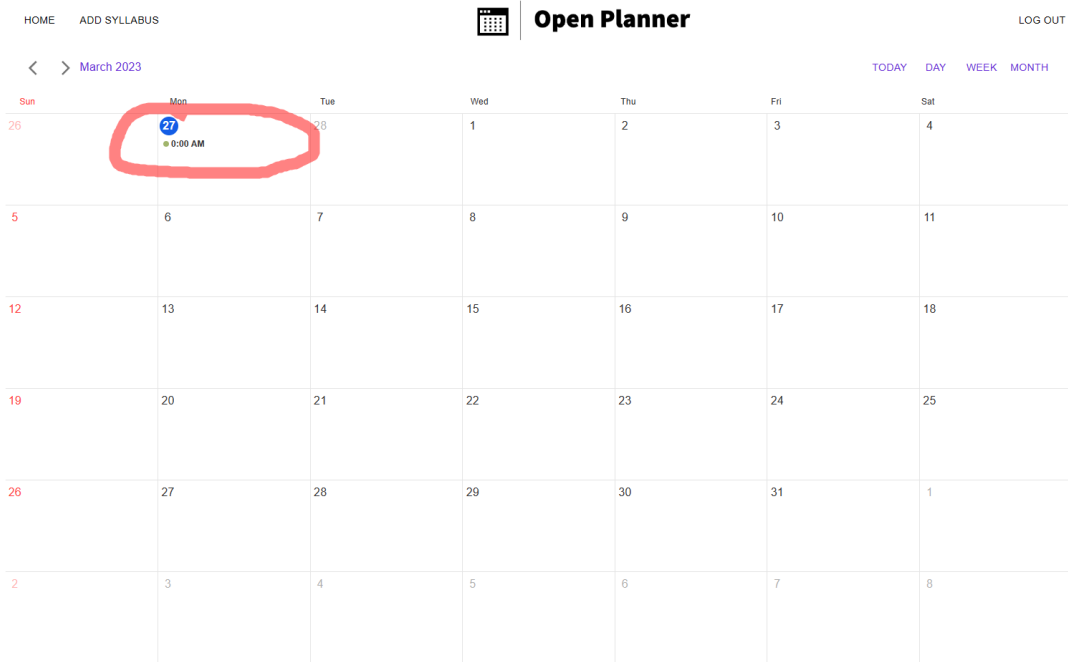 HOME ADD SYLLABUS Open Planner LOG OUT
March 2023 TODAY DAY WEEK MONTH
Sun Mon Tue Wed Thu Fri Sat
26 27 28 1 2 3 4
0:00 AM
5 6 7 8 9 10 11
12 13 14 15 16 17 18
19 20 21 22 23 24 25
26 27 28 29 30 31 1
2 3 4 5 6 7 8